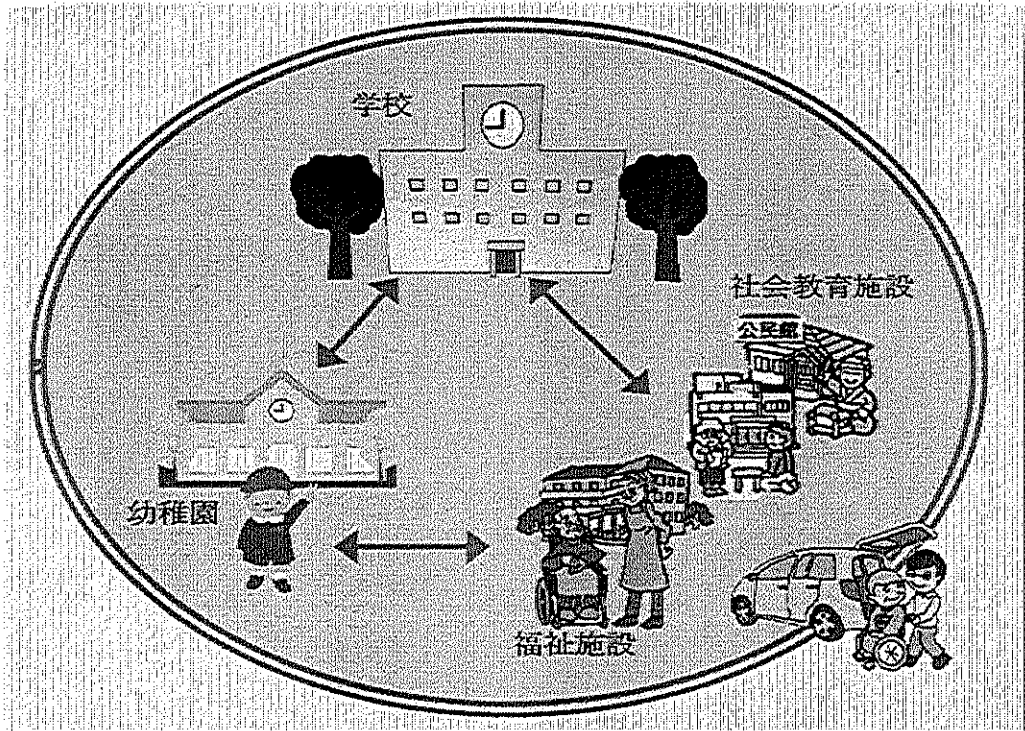 学校
社会教育施設
公民館
幼稚園
福祉施設